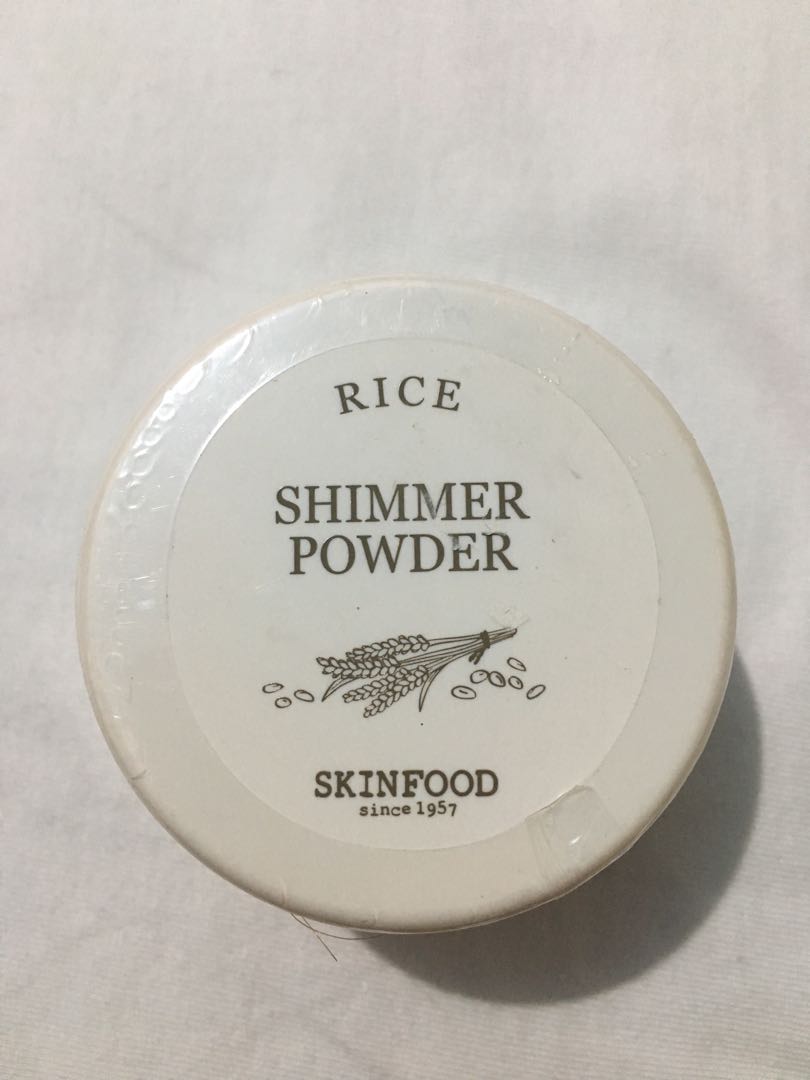 RICE
SHIMMER
POWDER
SKINFOOD
since 1957